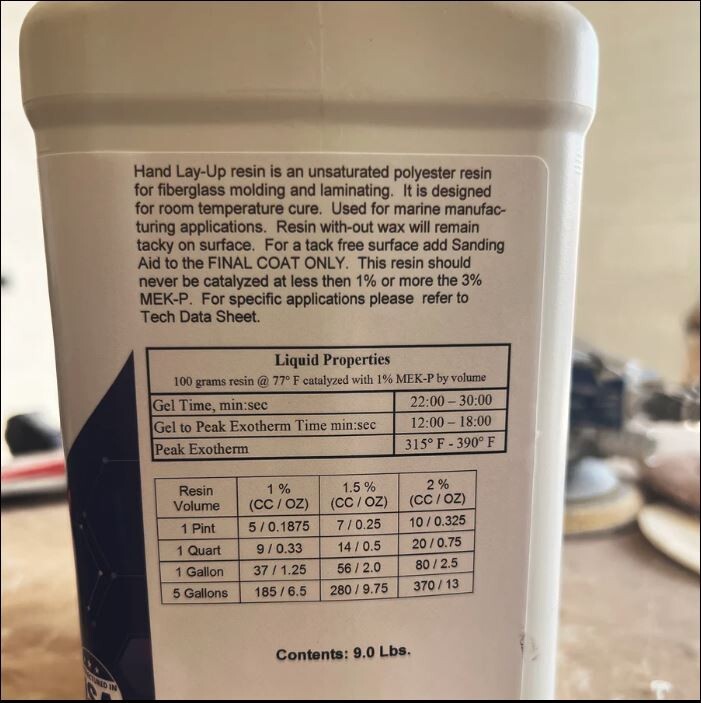 Hand Lay-Up resin is an unsaturated polyester resin
for fiberglass molding and laminating. It is designed
for room temperature cure. Used for marine manufac-
turing applications. Resin with-out wax will remain
tacky on surface. For a tack free surface add Sanding
Aid to the FINAL COAT ONLY. This resin should
never be catalyzed at less then 1% or more the 3%
MEK-P. For specific applications please refer to
Tech Data Sheet.
Liquid Properties
100 grams resin @ 77° F catalyzed with 1% MEK-P by volume
Gel Time, min:sec 22:00 – 30:00
Gel to Peak Exotherm Time min:sec 12:00 – 18:00
Peak Exotherm 315° F - 390° F
Resin Volume 1 % (CC / OZ) 1.5 % (CC / OZ) 2 % (CC / OZ)
1 Pint 5 / 0.1875 7 / 0.25 10 / 0.325
1 Quart 9 / 0.33 14 / 0.5 20 / 0.75
1 Gallon 37 / 1.25 56 / 2.0 80 / 2.5
5 Gallons 185 / 6.5 280 / 9.75 370 / 13
Contents: 9.0 Lbs.